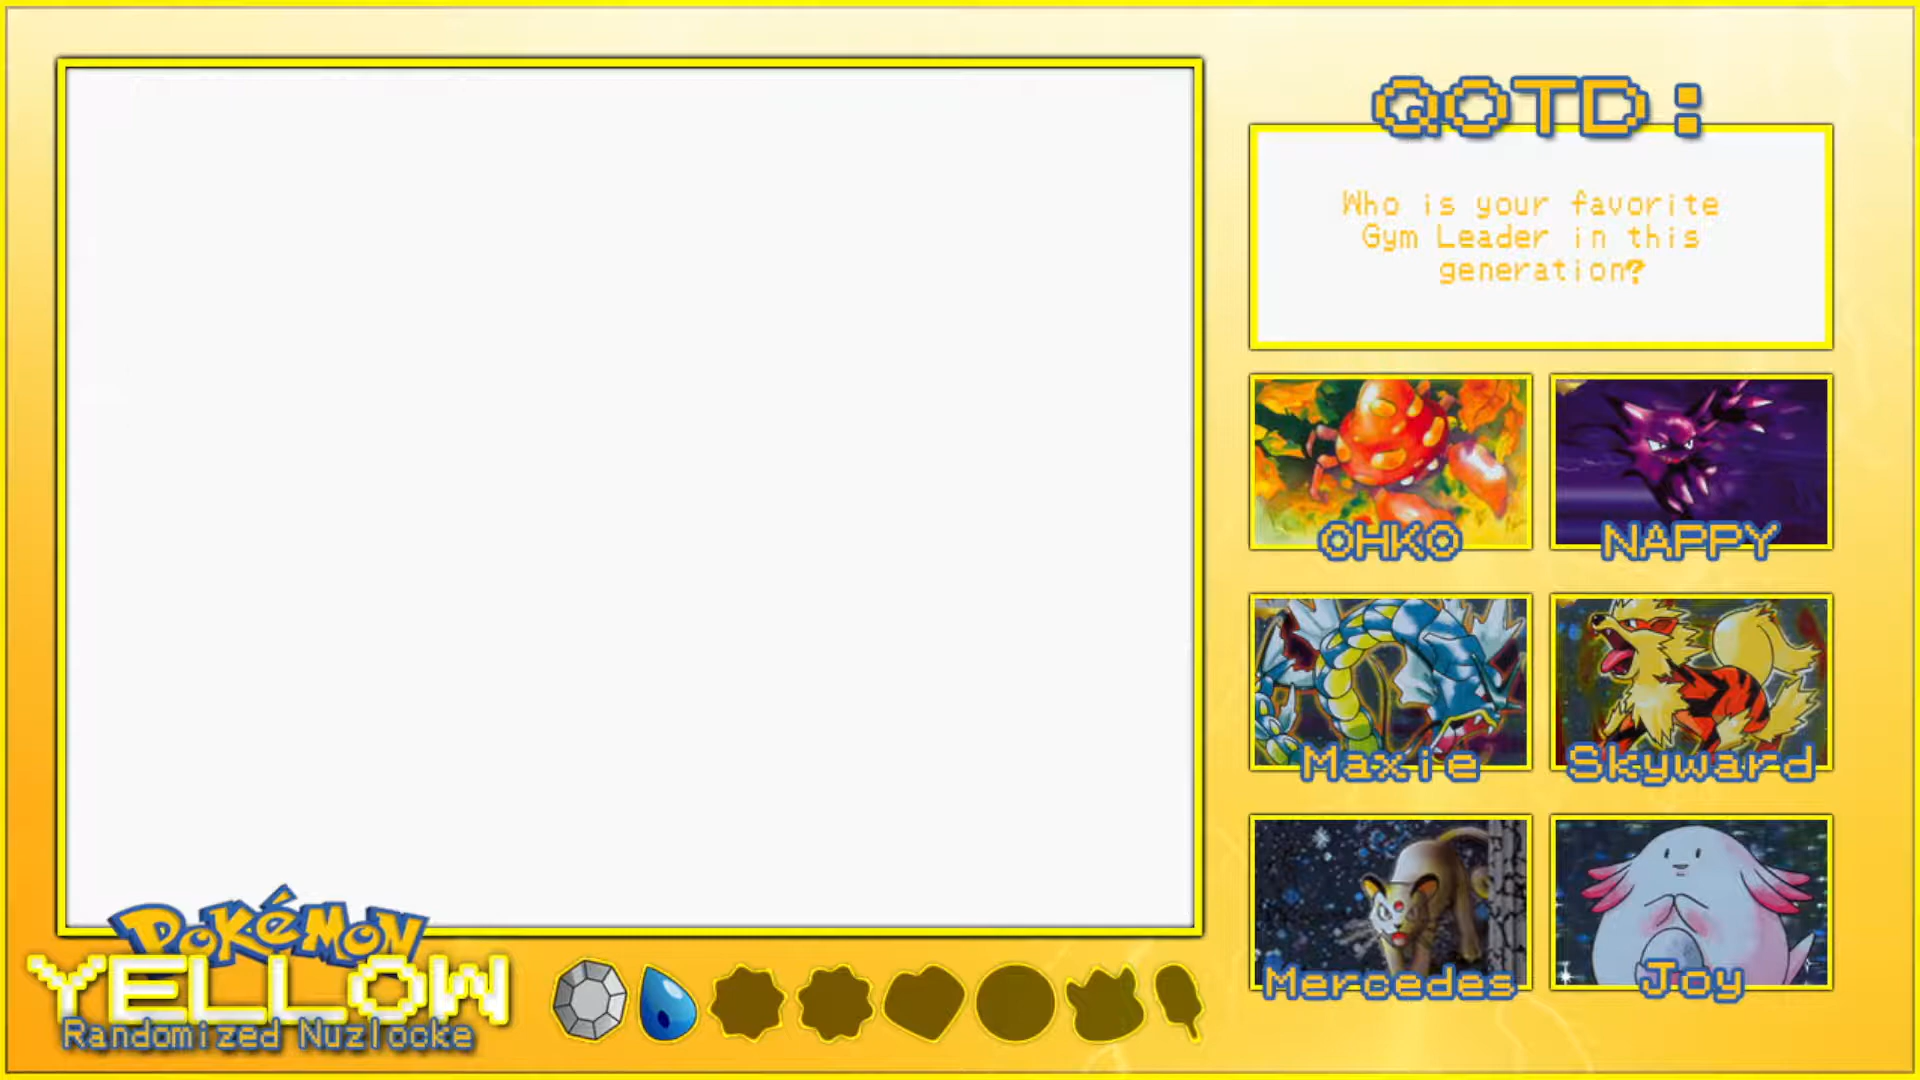 QOTD:
Who is your favorite
Gym Leader in this
generation?
OHKO
NAPPY
Maxie
Skyward
Mercedes
Joy
POKéMON
YELLOW
Randomized Nuzlocke